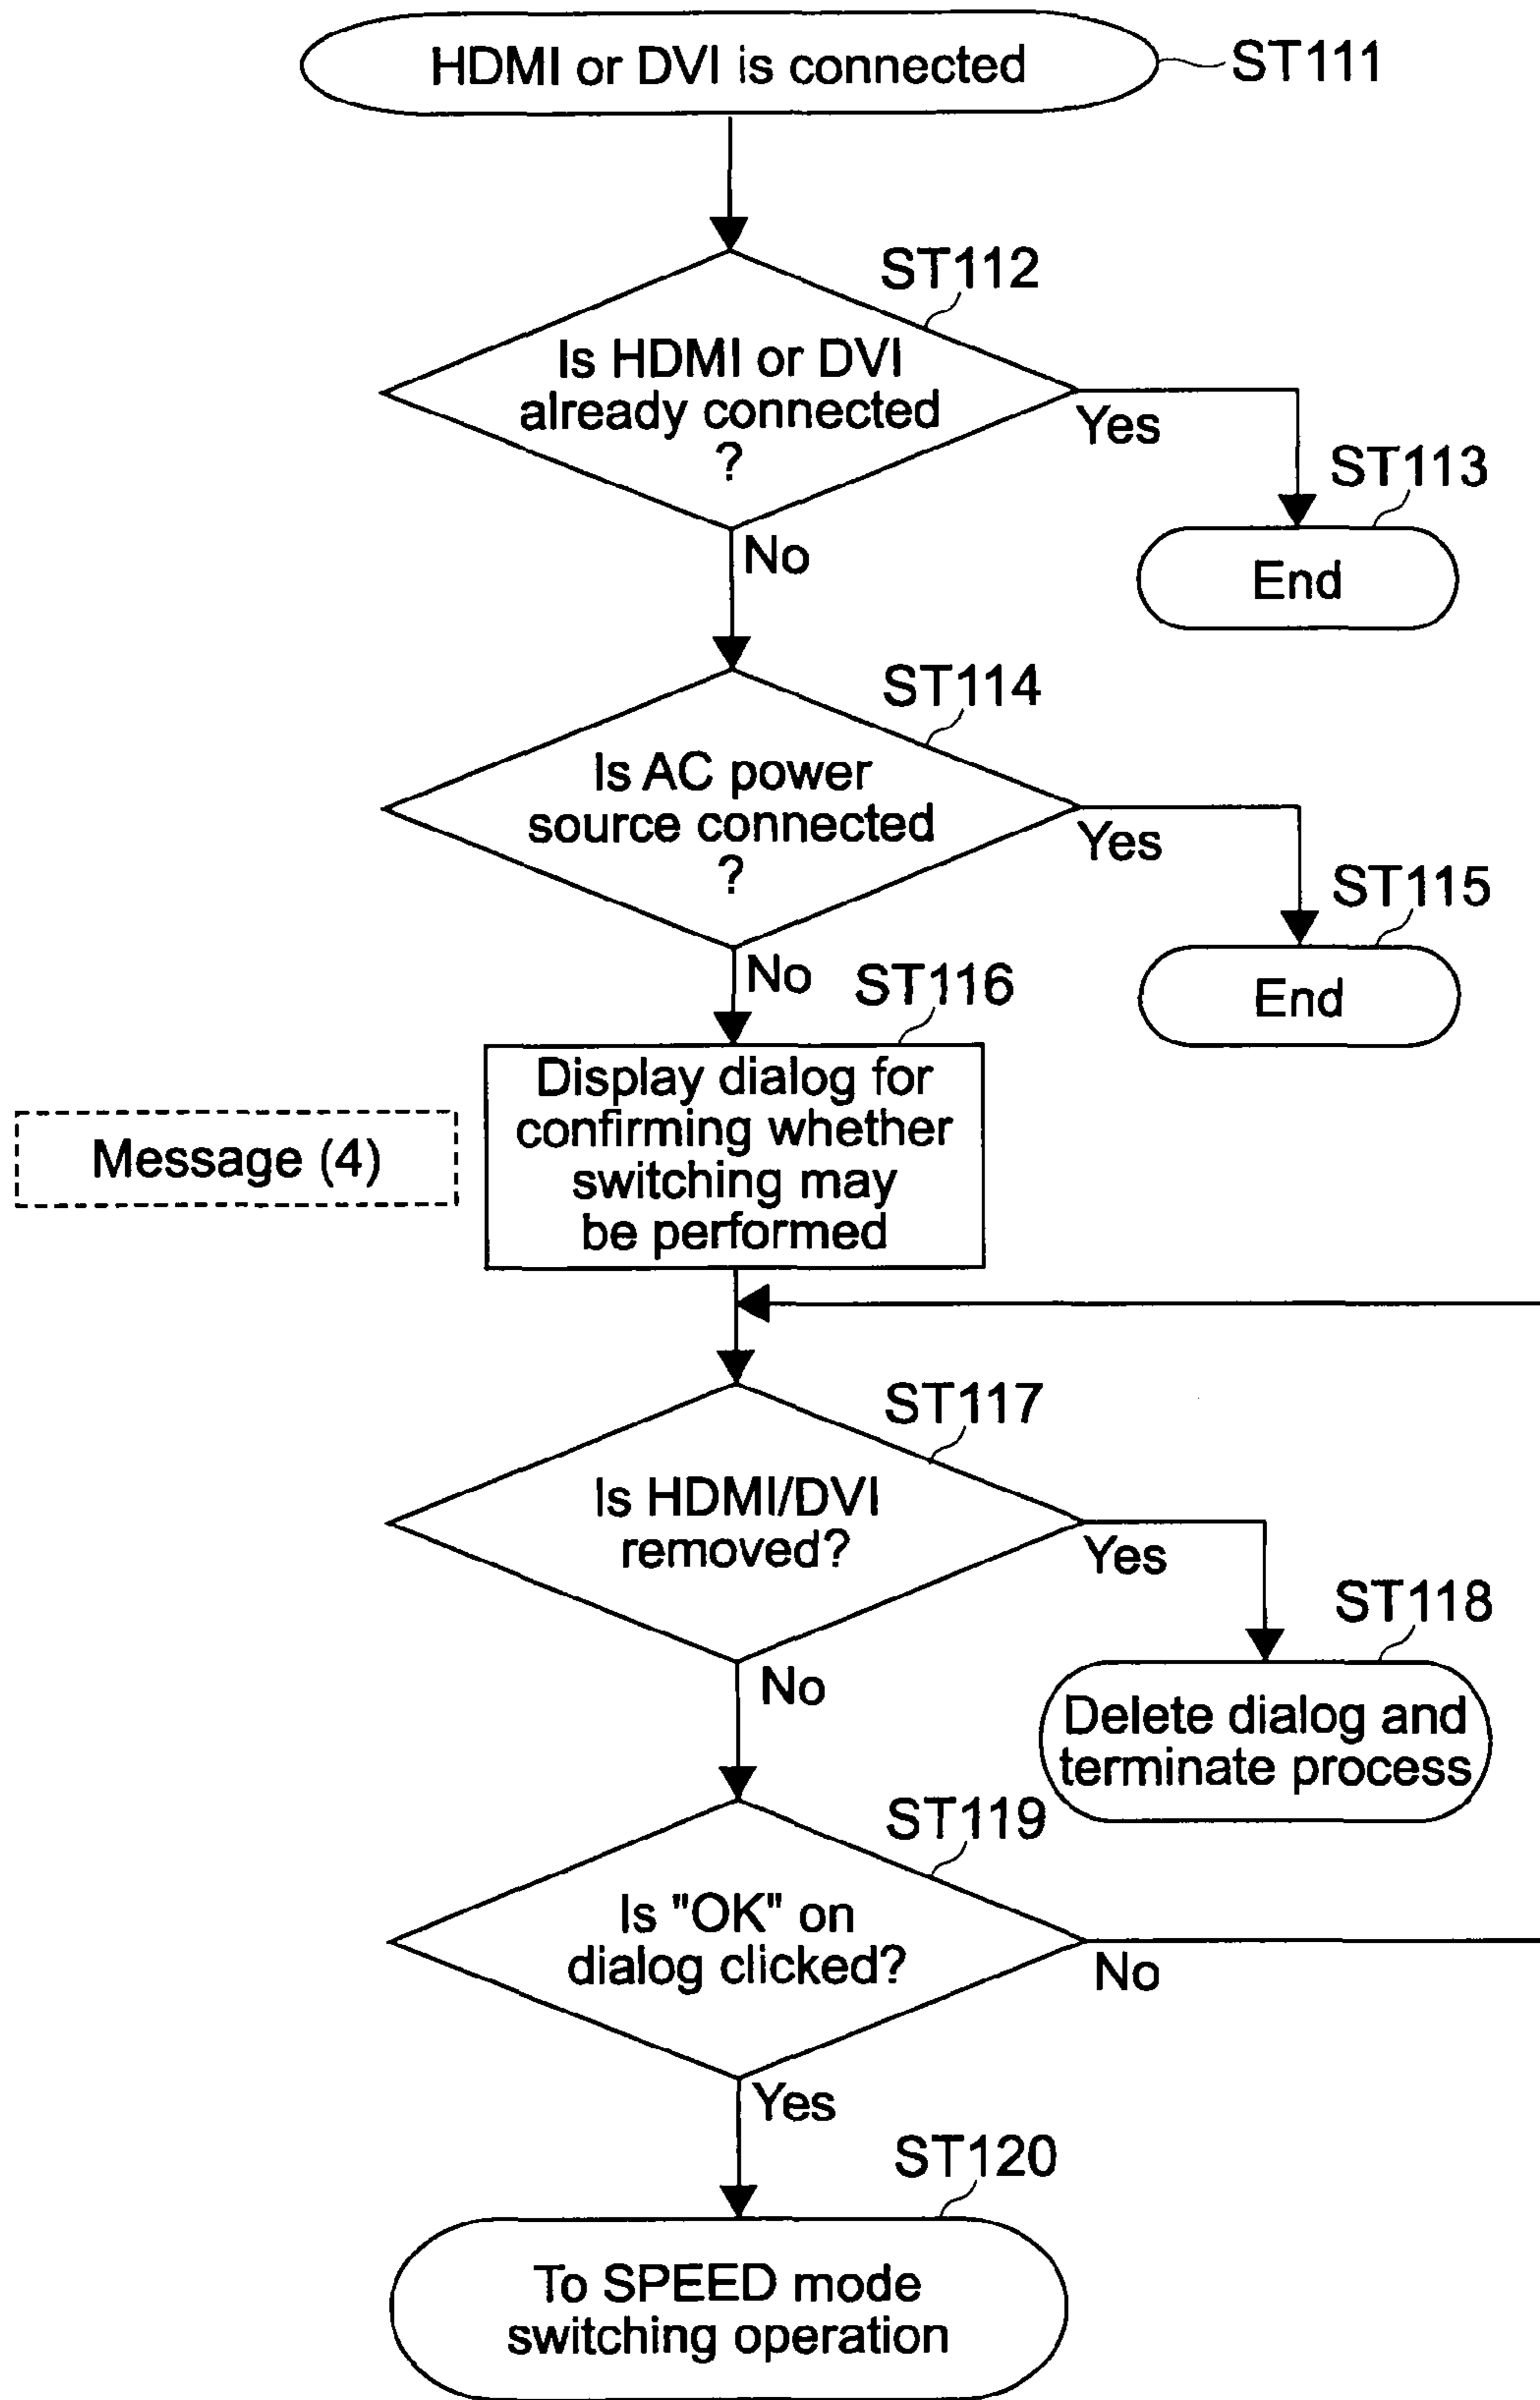 HDMI or DVI is connected
ST111
ST112
Is HDMI or DVI
already connected
?
Yes
ST113
End
No
ST114
Is AC power
source connected
?
Yes
ST115
End
No
ST116
Display dialog for
confirming whether
switching may
be performed
Message (4)
ST117
Is HDMI/DVI
removed?
Yes
ST118
Delete dialog and
terminate process
No
ST119
Is "OK" on
dialog clicked?
No
Yes
ST120
To SPEED mode
switching operation